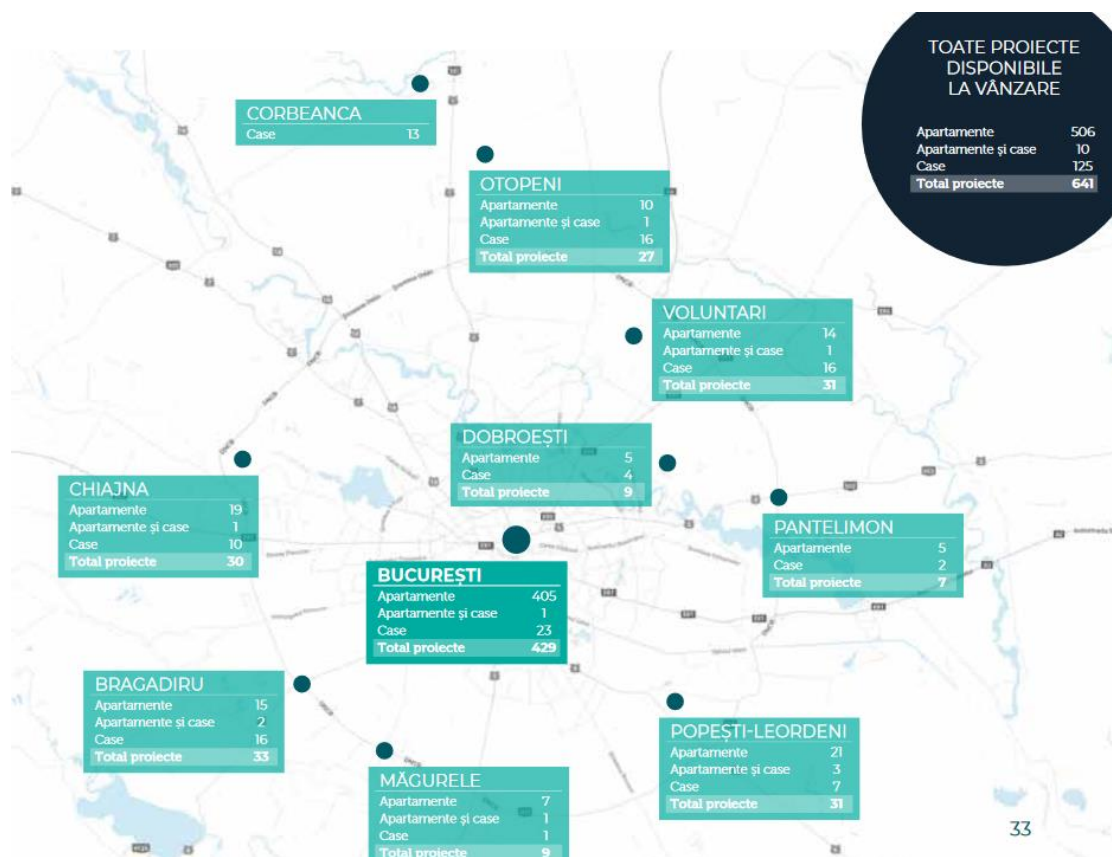 TOATE PROIECTE
DISPONIBILE
LA VÂNZARE
Apartamente 506
Apartamente și case 10
Case 125
Total proiecte 641
CORBEANCA
Case 13
OTOPENI
Apartamente 10
Apartamente și case 1
Case 16
Total proiecte 27
VOLUNTARI
Apartamente 14
Apartamente și case 1
Case 16
Total proiecte 31
DOBROEȘTI
Apartamente 5
Case 4
Total proiecte 9
CHIAJNA
Apartamente 19
Apartamente și case 1
Case 10
Total proiecte 30
PANTELIMON
Apartamente 5
Case 2
Total proiecte 7
BUCUREȘTI
Apartamente 405
Apartamente și case 1
Case 23
Total proiecte 429
BRAGADIRU
Apartamente 15
Apartamente și case 2
Case 16
Total proiecte 33
POPEȘTI-LEORDENI
Apartamente 21
Apartamente și case 3
Case 7
Total proiecte 31
MĂGURELE
Apartamente 7
Apartamente și case 1
Case 1
Total proiecte 9
33